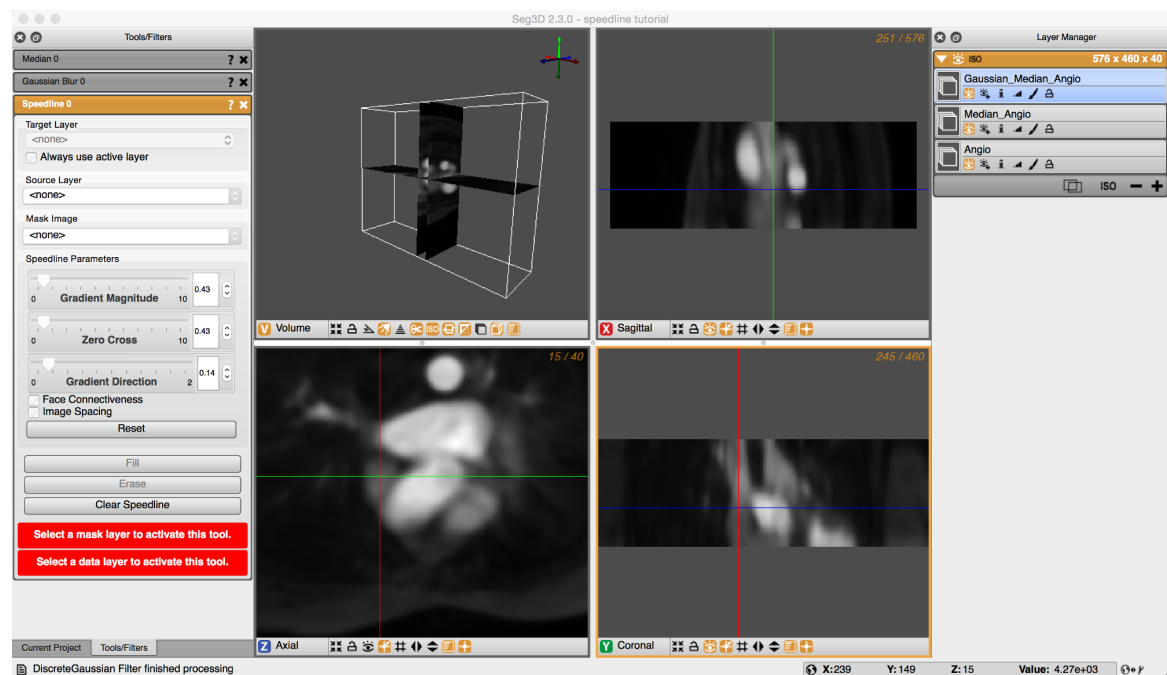 Seg3D 2.3.0 - speedline tutorial
Tools/Filters
Median 0 ?
Gaussian Blur 0 ?
Speedline 0 ?
Target Layer
<none>
Always use active layer
Source Layer
<none>
Mask Image
<none>
Speedline Parameters
0 Gradient Magnitude 10 0.43
0 Zero Cross 10 0.43
0 Gradient Direction 2 0.14
Face Connectiveness
Image Spacing
Reset
Fill
Erase
Clear Speedline
Select a mask layer to activate this tool.
Select a data layer to activate this tool.
Current Project Tools/Filters
DiscreteGaussian Filter finished processing
V Volume ISO
251 / 576
X Sagittal
15 / 40
Z Axial
245 / 460
Y Coronal
Layer Manager
ISO 576 x 460 x 40
Gaussian_Median_Angio
Median_Angio
Angio
ISO
X:239 Y:149 Z:15 Value: 4.27e+03